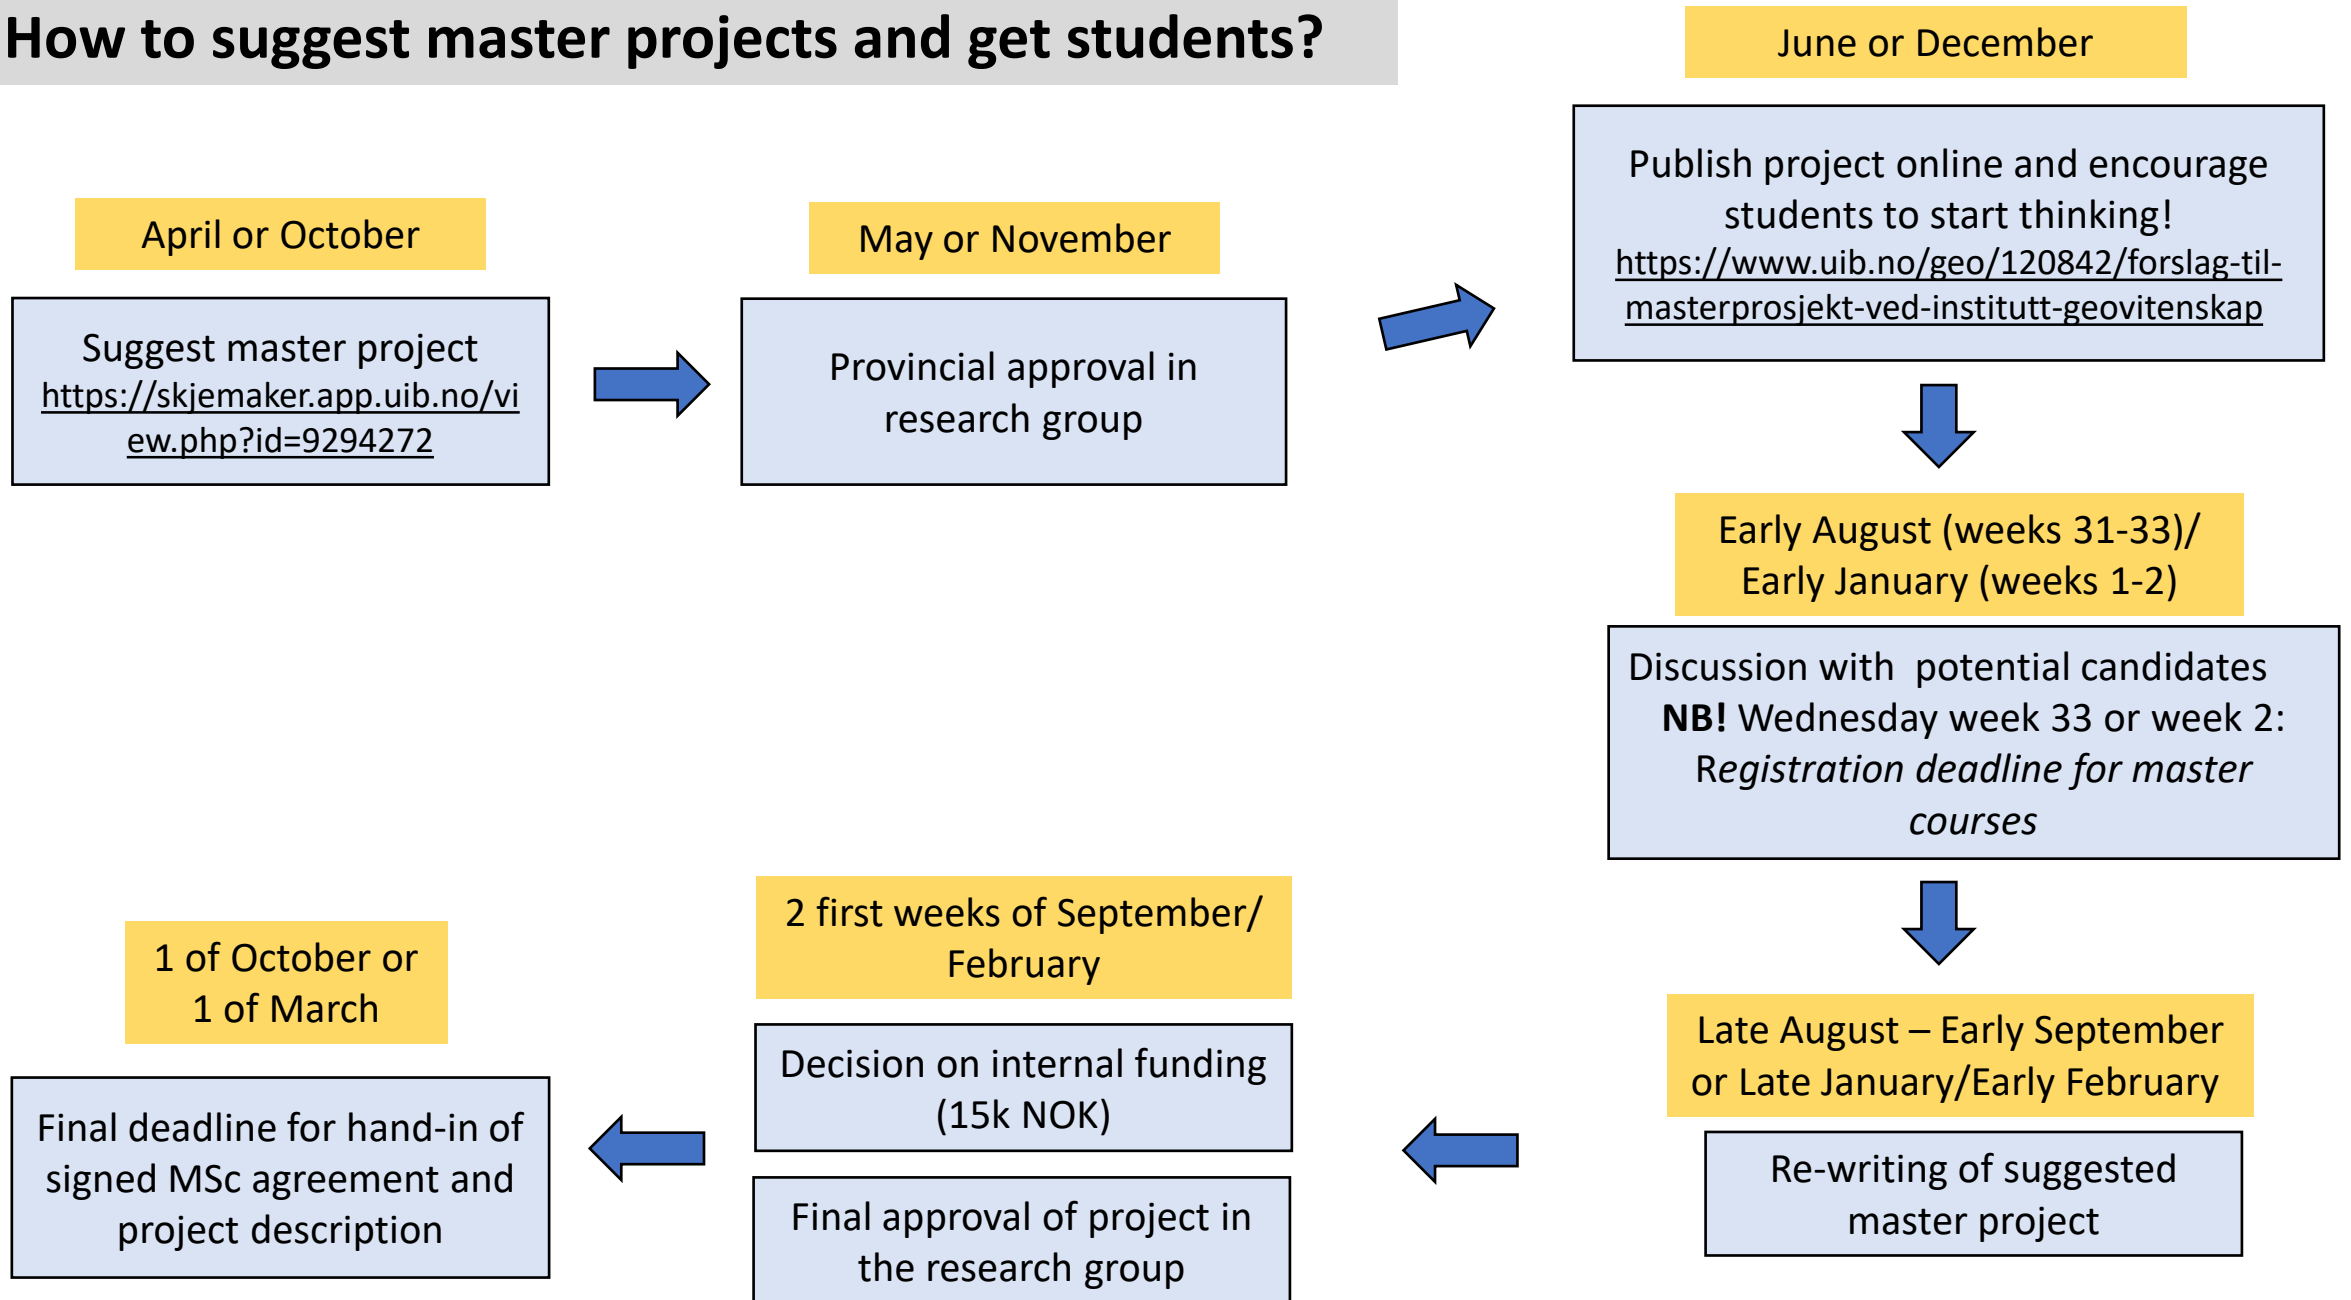 How to suggest master projects and get students?
April or October
Suggest master project
https://skjemaker.app.uib.no/vi
ew.php?id=9294272
May or November
Provincial approval in
research group
June or December
Publish project online and encourage
students to start thinking!
https://www.uib.no/geo/120842/forslag-til-
masterprosjekt-ved-institutt-geovitenskap
Early August (weeks 31-33)/
Early January (weeks 1-2)
Discussion with  potential candidates
NB! Wednesday week 33 or week 2:
Registration deadline for master
courses
Late August – Early September
or Late January/Early February
Re-writing of suggested
master project
2 first weeks of September/
February
Decision on internal funding
(15k NOK)
Final approval of project in
the research group
1 of October or
1 of March
Final deadline for hand-in of
signed MSc agreement and
project description